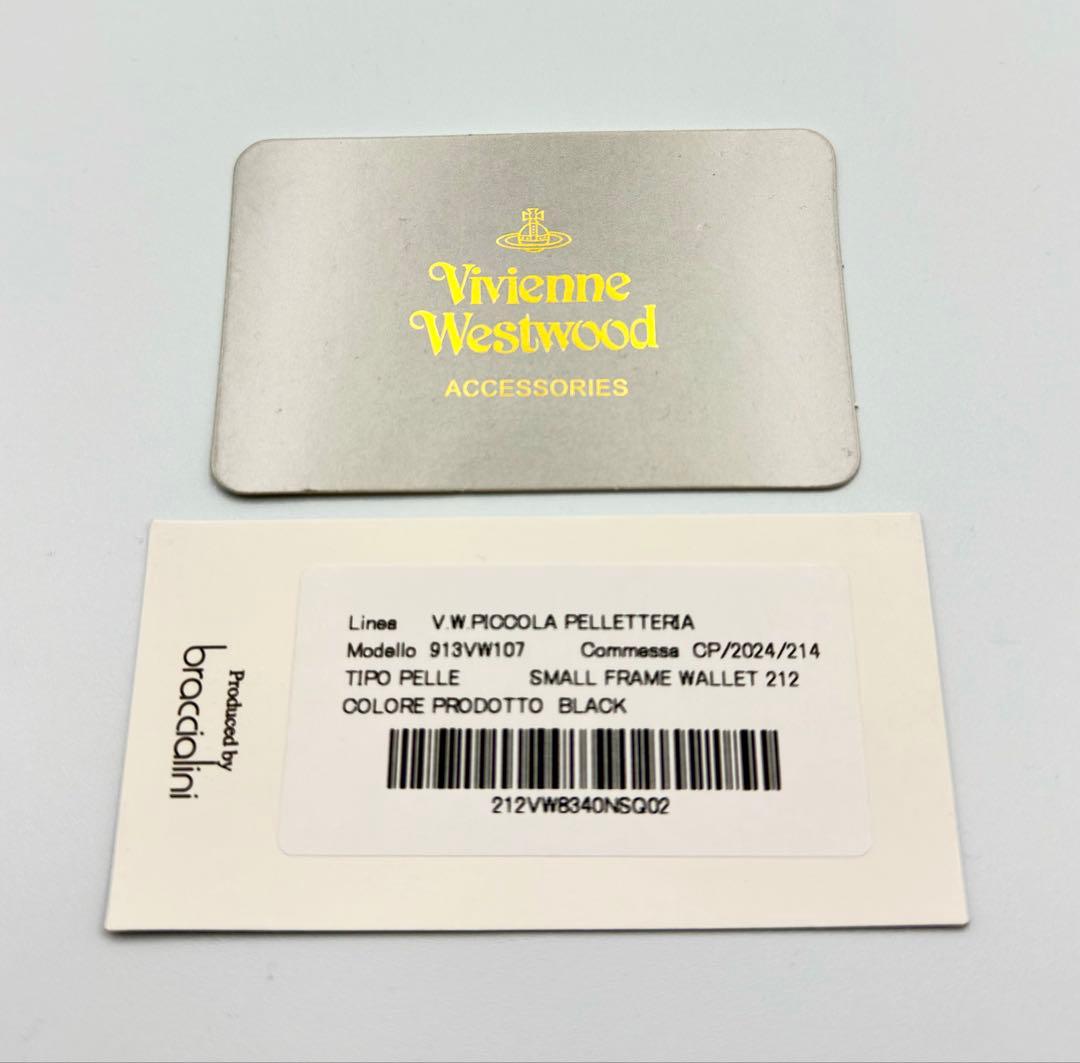 Vivienne
Westwood
ACCESSORIES
Linea V.W.PICCOLA PELLETTERIA
Modello 913VW107 Commessa CP/2024/214
TIPO PELLE SMALL FRAME WALLET 212
COLORE PRODOTTO BLACK
212VW8340NSQ02
Produced by
braccialini